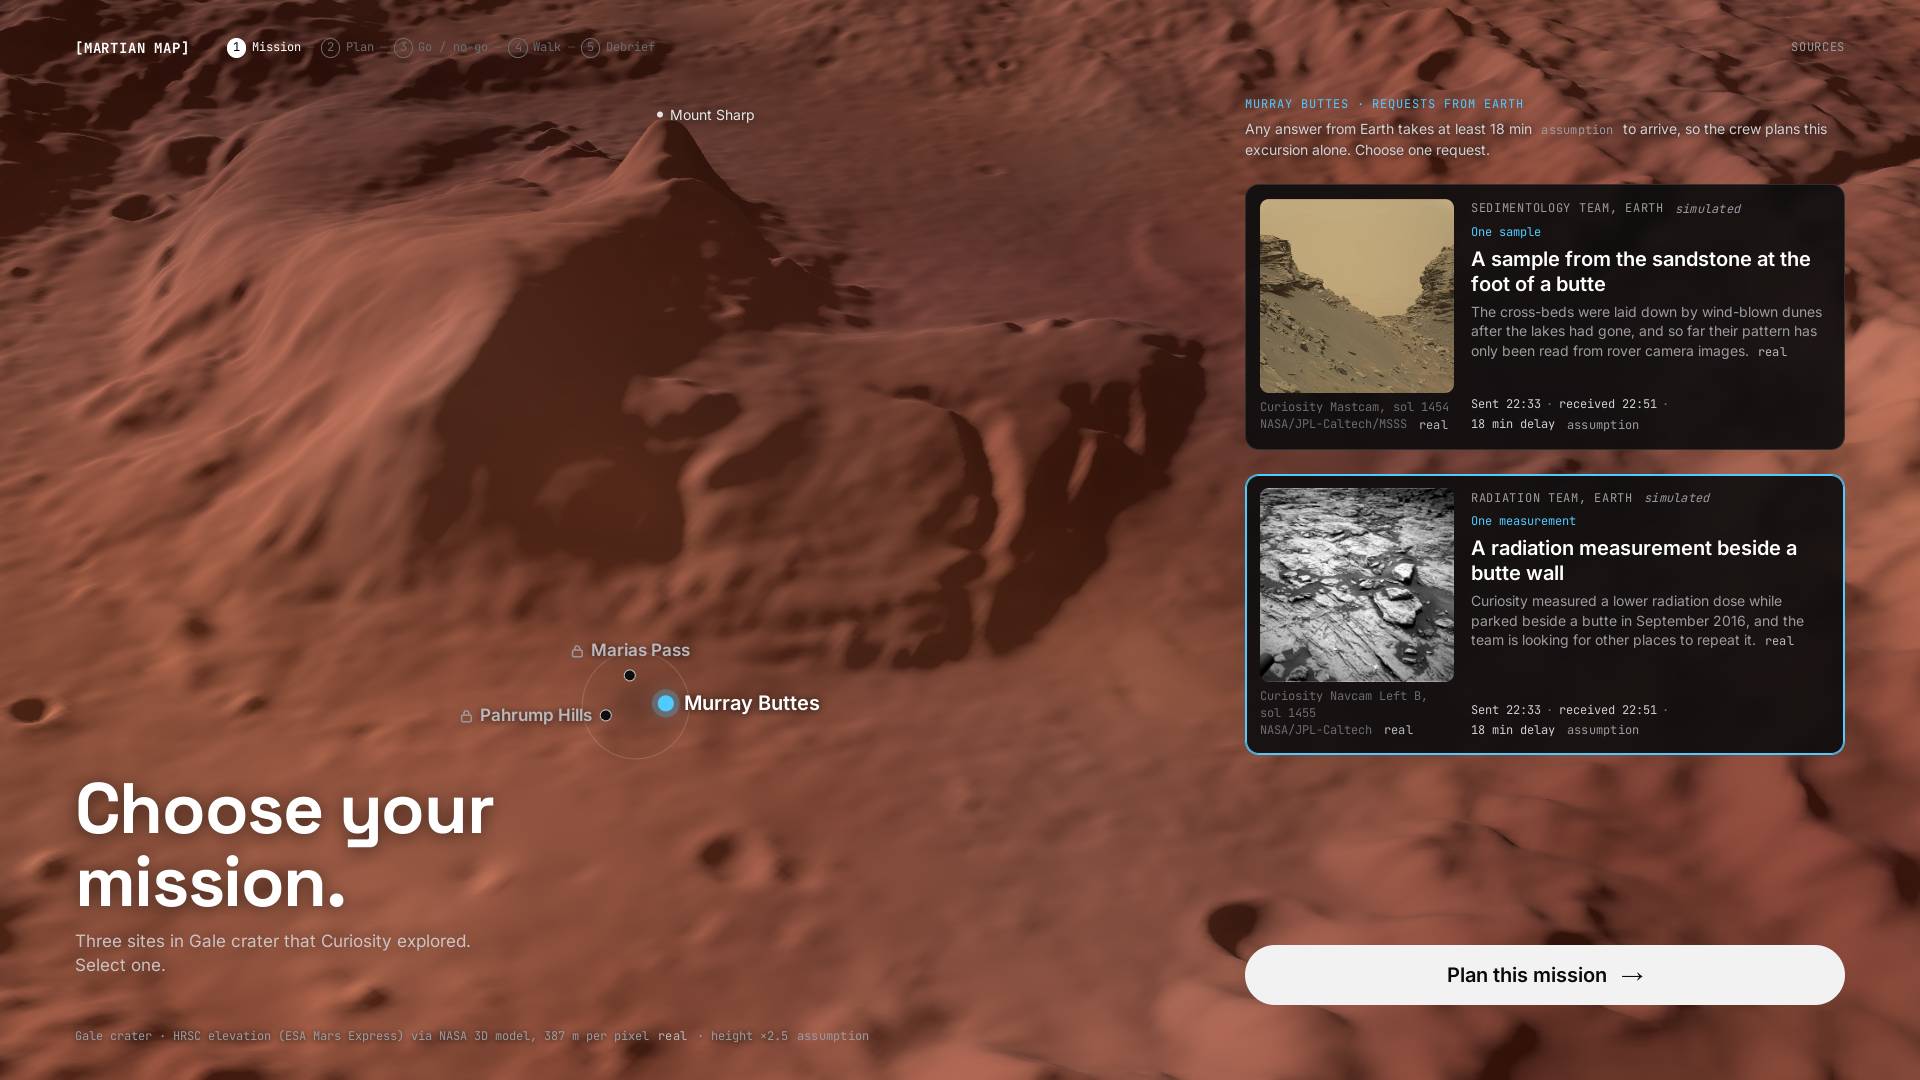 [MARTIAN MAP]
1 Mission — 2 Plan — 3 Go / no-go — 4 Walk — 5 Debrief
SOURCES
Mount Sharp
Marias Pass
Pahrump Hills
Murray Buttes
Choose your
mission.
Three sites in Gale crater that Curiosity explored.
Select one.
Gale crater · HRSC elevation (ESA Mars Express) via NASA 3D model, 387 m per pixel real · height ×2.5 assumption
MURRAY BUTTES · REQUESTS FROM EARTH
Any answer from Earth takes at least 18 min assumption to arrive, so the crew plans this
excursion alone. Choose one request.
SEDIMENTOLOGY TEAM, EARTH simulated
One sample
A sample from the sandstone at the
foot of a butte
The cross-beds were laid down by wind-blown dunes
after the lakes had gone, and so far their pattern has
only been read from rover camera images. real
Sent 22:33 · received 22:51 ·
18 min delay assumption
Curiosity Mastcam, sol 1454
NASA/JPL-Caltech/MSSS real
RADIATION TEAM, EARTH simulated
One measurement
A radiation measurement beside a
butte wall
Curiosity measured a lower radiation dose while
parked beside a butte in September 2016, and the
team is looking for other places to repeat it. real
Sent 22:33 · received 22:51 ·
18 min delay assumption
Curiosity Navcam Left B,
sol 1455
NASA/JPL-Caltech real
Plan this mission →